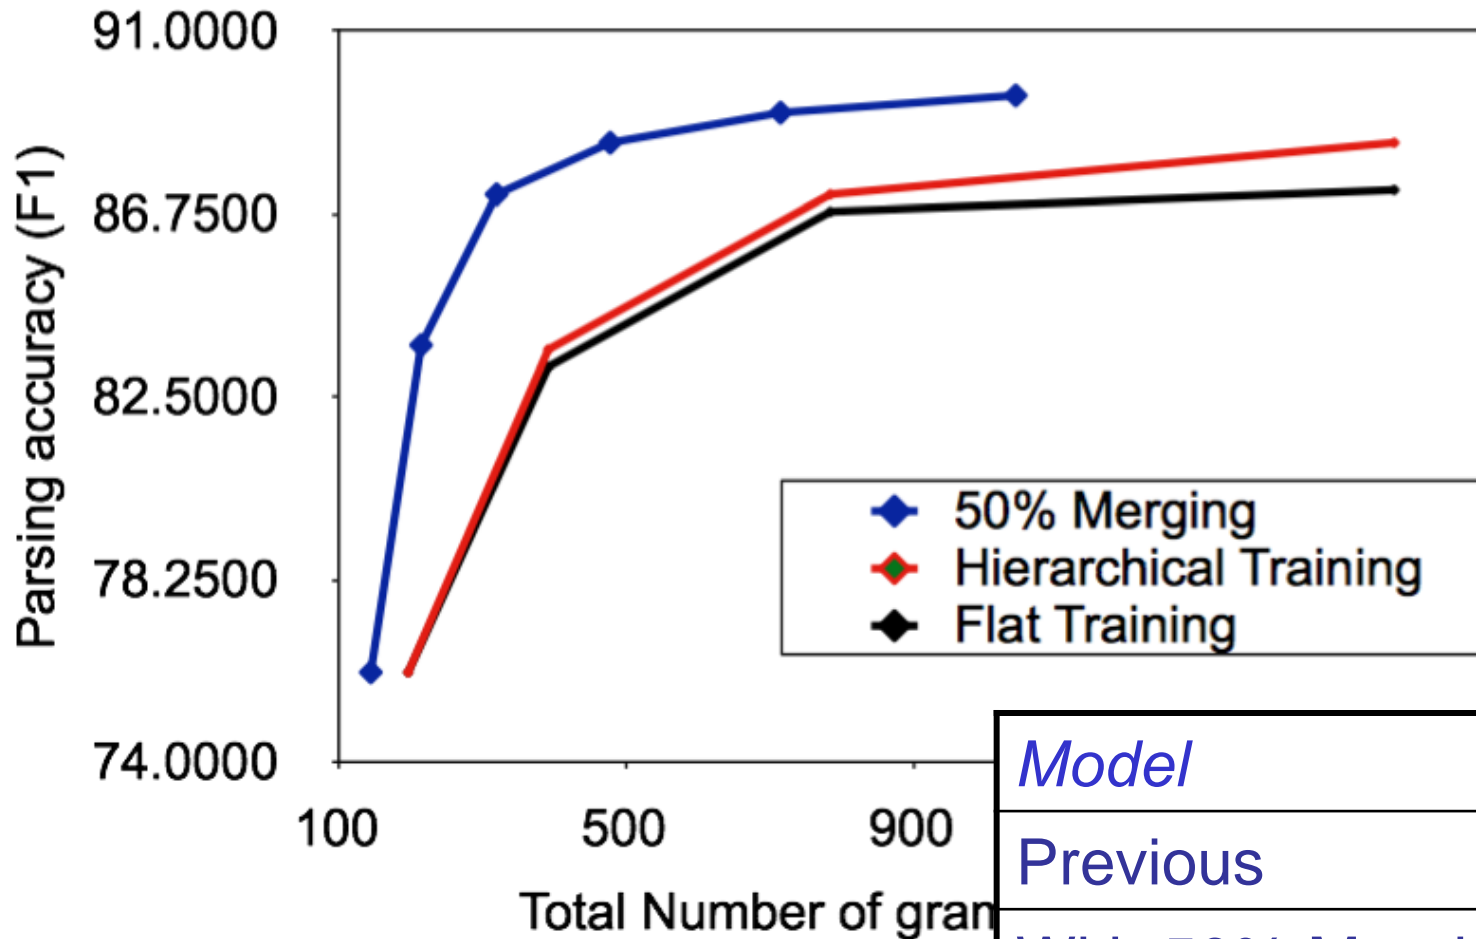 91.0000
86.7500
82.5000
78.2500
74.0000
Parsing accuracy (F1)
50% Merging
Hierarchical Training
Flat Training
100 500 900
Total Number of
Model
Previous